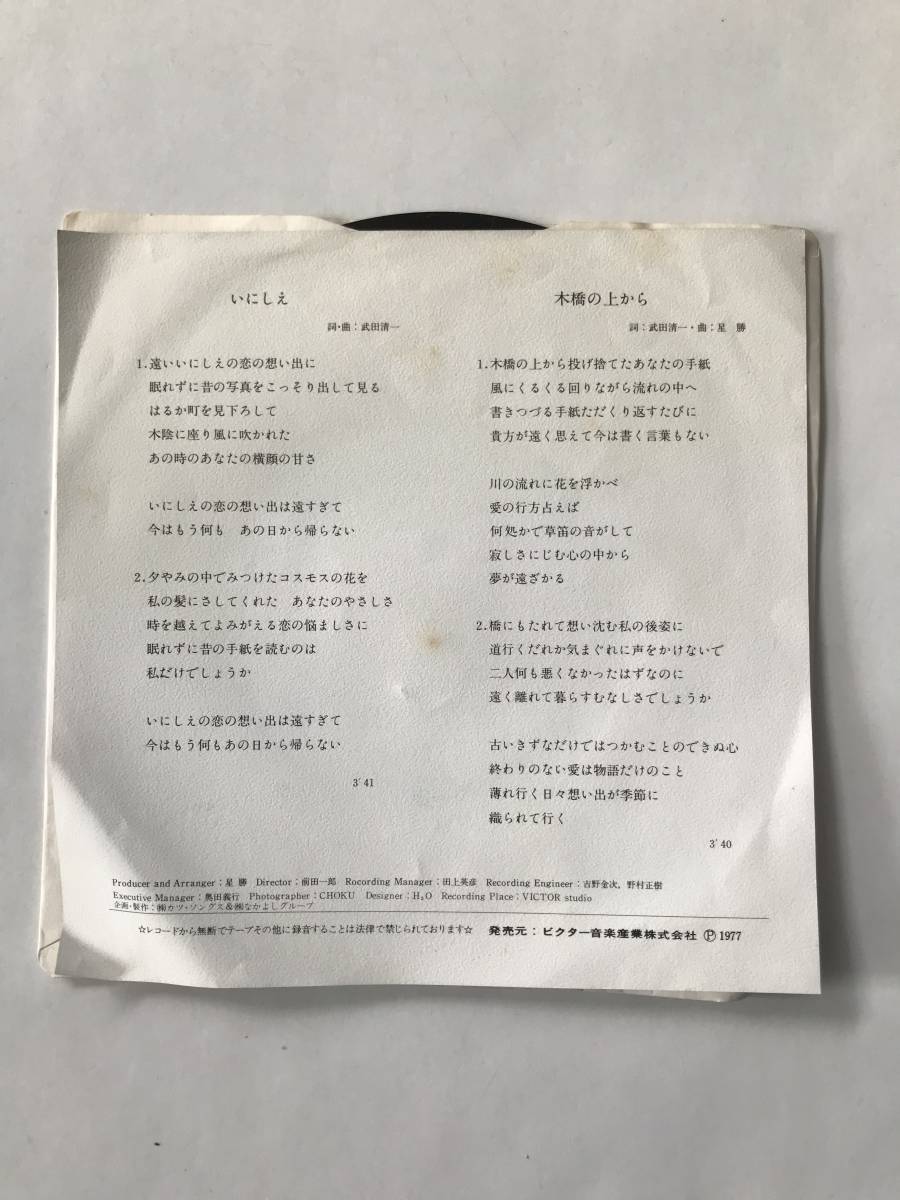 いにしえ
詞・曲：武田清一
1.遠いいにしえの恋の想い出に
眠れずに昔の写真をこっそり出して見る
はるか町を見下ろして
木陰に座り風に吹かれた
あの時のあなたの横顔の甘さ
いにしえの恋の想い出は遠すぎて
今はもう何も　あの日から帰らない
2.夕やみの中でみつけたコスモスの花を
私の髪にさしてくれた　あなたのやさしさ
時を越えてよみがえる恋の悩ましさに
眠れずに昔の手紙を読むのは
私だけでしょうか
いにしえの恋の想い出は遠すぎて
今はもう何もあの日から帰らない
3′41
木橋の上から
詞：武田清一・曲：星　勝
1.木橋の上から投げ捨てたあなたの手紙
風にくるくる回りながら流れの中へ
書きつづる手紙ただくり返すたびに
貴方が遠く思えて今は書く言葉もない
川の流れに花を浮かべ
愛の行方占えば
何処かで草笛の音がして
寂しさにじむ心の中から
夢が遠ざかる
2.橋にもたれて想い沈む私の後姿に
道行くだれか気まぐれに声をかけないで
二人何も悪くなかったはずなのに
遠く離れて暮らすむなしさでしょうか
古いきずなだけではつかむことのできぬ心
終わりのない愛は物語だけのこと
薄れ行く日々想い出が季節に
織られて行く
3′40
Producer and Arranger：星 勝　Director：前田一郎　Rocording Manager：田上英彦　Recording Engineer：吉野金次，野村正樹
Executive Manager：奥田義行　Photographer：CHOKU　Designer：H₂O　Recording Place：VICTOR studio
企画・製作：㈱カツ・ソングス＆㈱なかよしグループ
☆レコードから無断でテープその他に録音することは法律で禁じられております☆　発売元：ビクター音楽産業株式会社 Ⓟ 1977